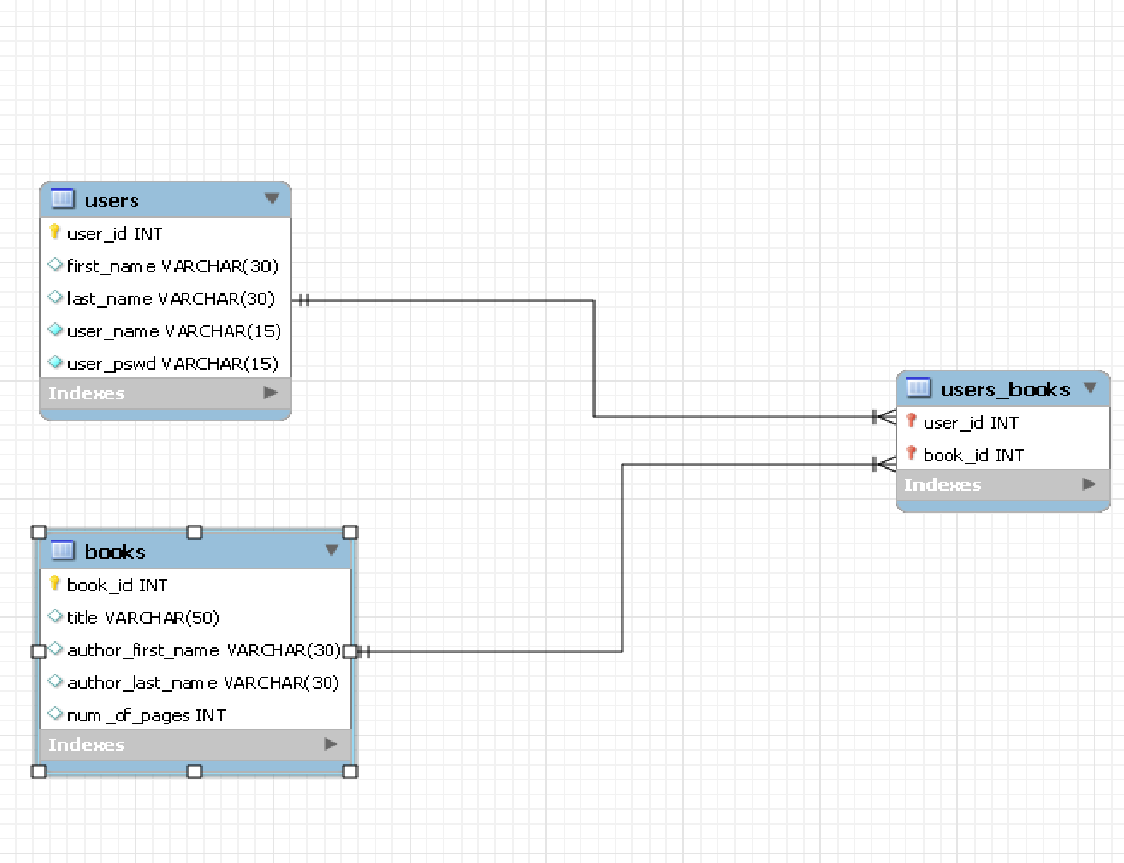 users
user_id INT
first_name VARCHAR(30)
last_name VARCHAR(30)
user_name VARCHAR(15)
user_pswd VARCHAR(15)
Indexes
users_books
user_id INT
book_id INT
Indexes
books
book_id INT
title VARCHAR(50)
author_first_name VARCHAR(30)
author_last_name VARCHAR(30)
num_of_pages INT
Indexes